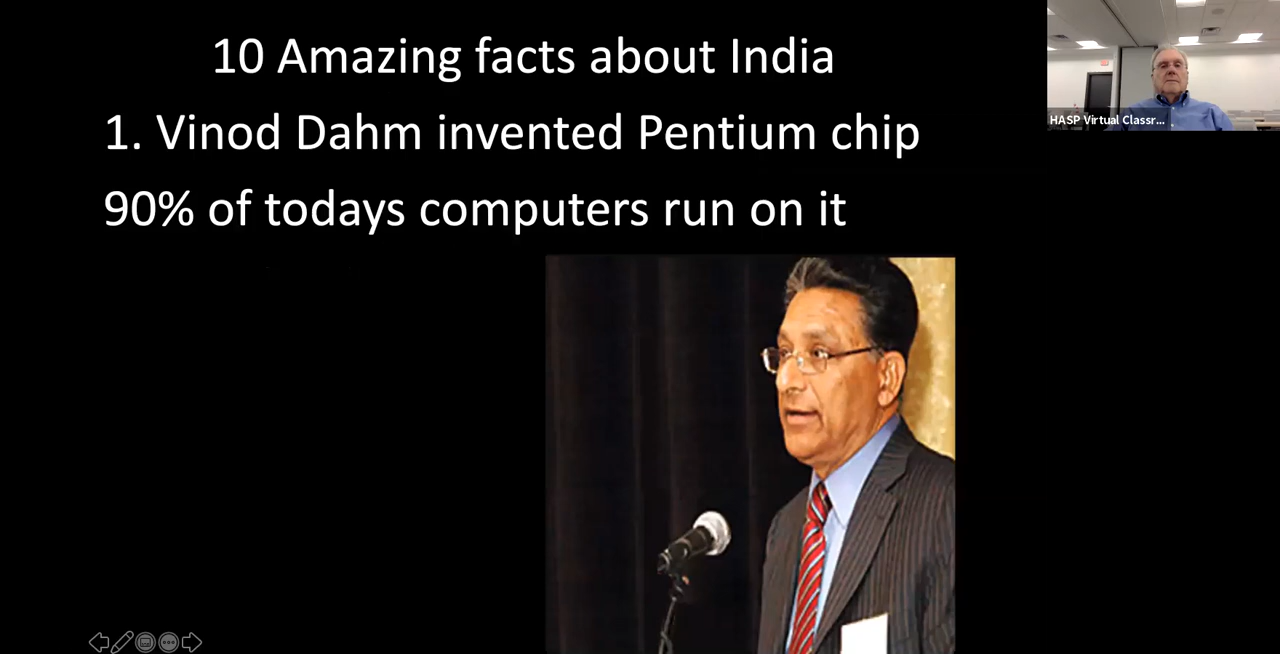 10 Amazing facts about India
1. Vinod Dahm invented Pentium chip
90% of todays computers run on it
HASP Virtual Classr...